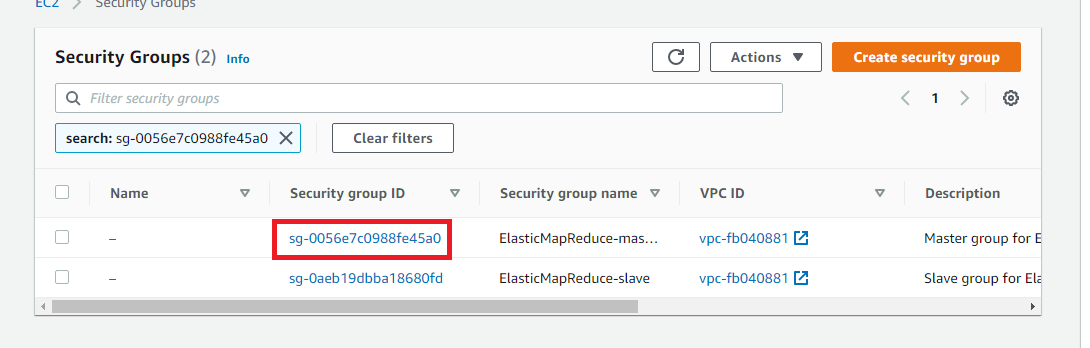 EC2 > Security Groups
Security Groups (2) Info
Actions
Create security group
Filter security groups
1
search: sg-0056e7c0988fe45a0
Clear filters
Name Security group ID Security group name VPC ID Description
– sg-0056e7c0988fe45a0 ElasticMapReduce-mas... vpc-fb040881 Master group for E
– sg-0aeb19dbba18680fd ElasticMapReduce-slave vpc-fb040881 Slave group for Ela